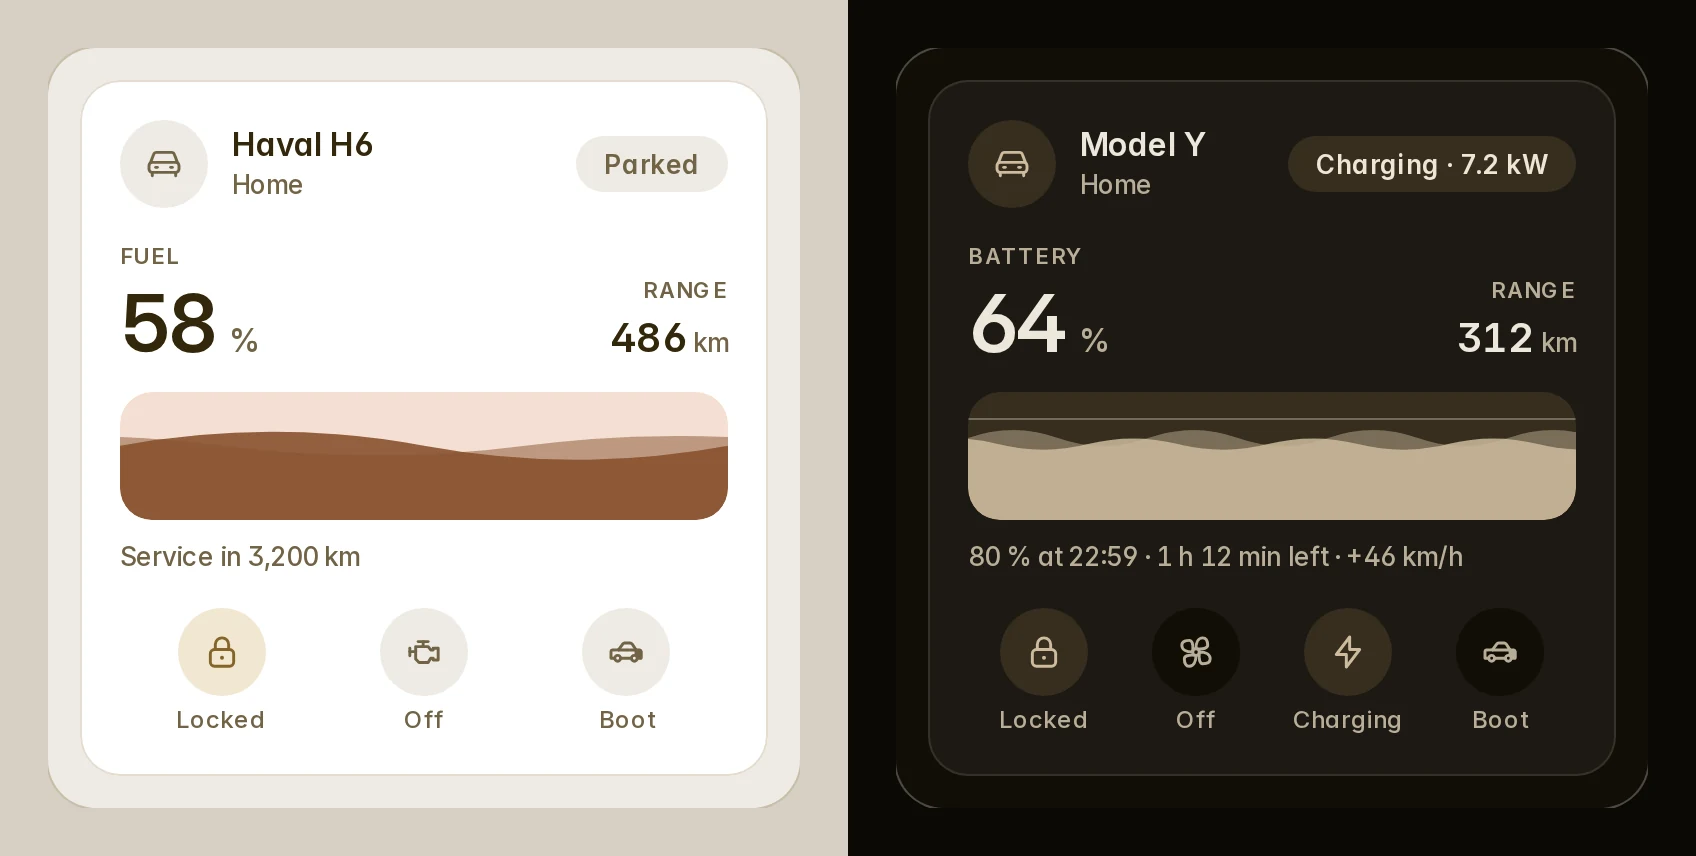 Haval H6
Home
Parked
FUEL
58 %
RANGE
486 km
Service in 3,200 km
Locked
Off
Boot
Model Y
Home
Charging · 7.2 kW
BATTERY
64 %
RANGE
312 km
80 % at 22:59 · 1 h 12 min left · +46 km/h
Locked
Off
Charging
Boot